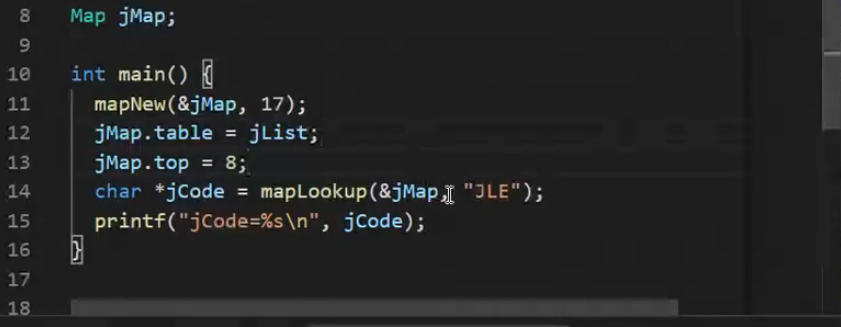 8 Map jMap;
9
10 int main() {
11 mapNew(&jMap, 17);
12 jMap.table = jList;
13 jMap.top = 8;
14 char *jCode = mapLookup(&jMap, "JLE");
15 printf("jCode=%s\n", jCode);
16 }
17
18